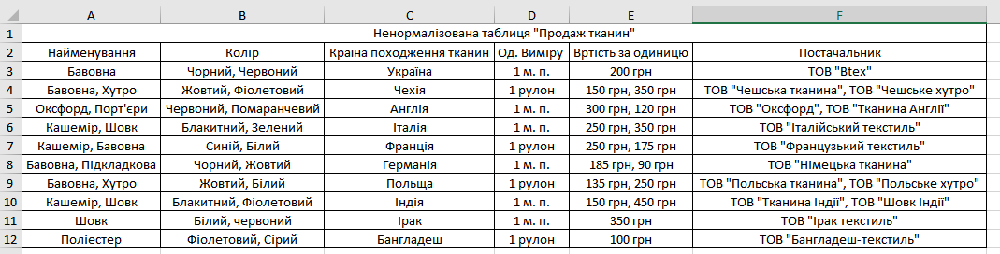 A B C D E F
1 Ненормалізована таблиця "Продаж тканин"
2 Найменування Колір Країна походження тканин Од. Виміру Вртість за одиницю Постачальник
3 Бавовна Чорний, Червоний Україна 1 м. п. 200 грн ТОВ "Btex"
4 Бавовна, Хутро Жовтий, Фіолетовий Чехія 1 рулон 150 грн, 350 грн ТОВ "Чешська тканина", ТОВ "Чешське хутро"
5 Оксфорд, Порт'єри Червоний, Помаранчевий Англія 1 м. п. 300 грн, 120 грн ТОВ "Оксфорд", ТОВ "Тканина Англії"
6 Кашемір, Шовк Блакитний, Зелений Італія 1 м. п. 250 грн, 350 грн ТОВ "Італійський текстиль"
7 Кашемір, Бавовна Синій, Білий Франція 1 рулон 250 грн, 175 грн ТОВ "Французький текстиль"
8 Бавовна, Підкладкова Чорний, Жовтий Германія 1 м. п. 185 грн, 90 грн ТОВ "Німецька тканина"
9 Бавовна, Хутро Жовтий, Білий Польща 1 рулон 135 грн, 250 грн ТОВ "Польська тканина", ТОВ "Польське хутро"
10 Кашемір, Шовк Блакитний, Фіолетовий Індія 1 м. п. 150 грн, 450 грн ТОВ "Тканина Індії", ТОВ "Шовк Індії"
11 Шовк Білий, червоний Ірак 1 м. п. 350 грн ТОВ "Ірак текстиль"
12 Поліестер Фіолетовий, Сірий Бангладеш 1 рулон 100 грн ТОВ "Бангладеш-текстиль"